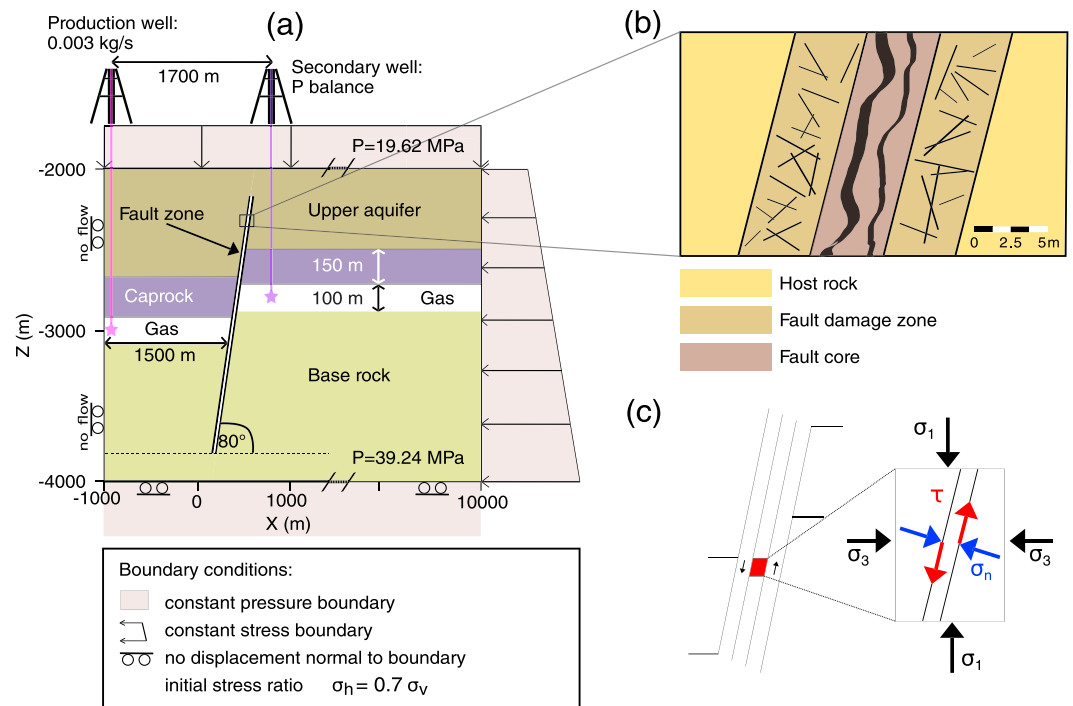 (a)
Production well:
0.003 kg/s
1700 m
Secondary well:
P balance
P=19.62 MPa
-2000
no flow
Fault zone
Upper aquifer
150 m
Caprock
100 m
Gas
Z (m)
-3000
Gas
1500 m
Base rock
no flow
80°
P=39.24 MPa
-4000
-1000
0
1000
10000
X (m)
Boundary conditions:
constant pressure boundary
constant stress boundary
no displacement normal to boundary
initial stress ratio σh = 0.7 σv
(b)
0 2.5 5m
Host rock
Fault damage zone
Fault core
(c)
σ1
τ
σ3
σ3
σn
σ1